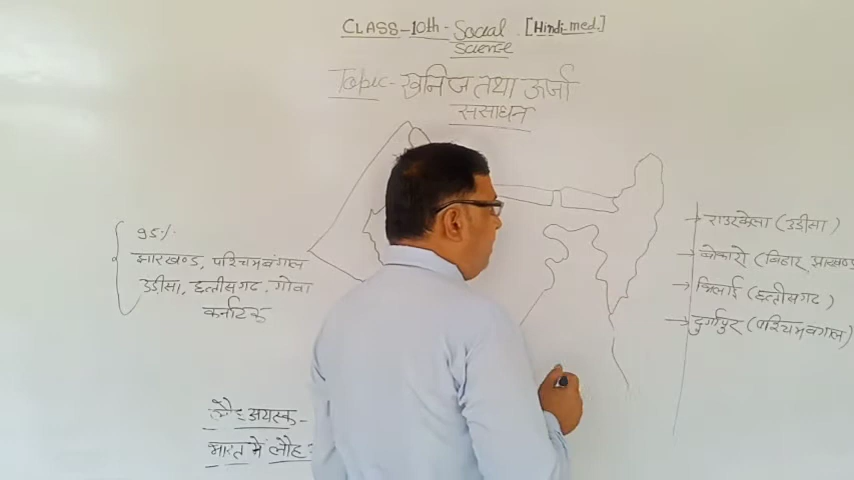 CLASS-10th- Social [Hindi-med.]
Science
Topic- खनिज तथा ऊर्जा
संसाधन
95%
झारखण्ड, पश्चिमबंगाल
उडीसा, छत्तीसगढ, गोवा
कर्नाटक
लौह अयस्क-
भारत में लौह
→ राउरकेला (उडीसा)
→ बोकारो (बिहार, झाखण्ड
→ भिलाई (छत्तीसगढ)
→ दुर्गापुर (पश्चिमबंगाल)